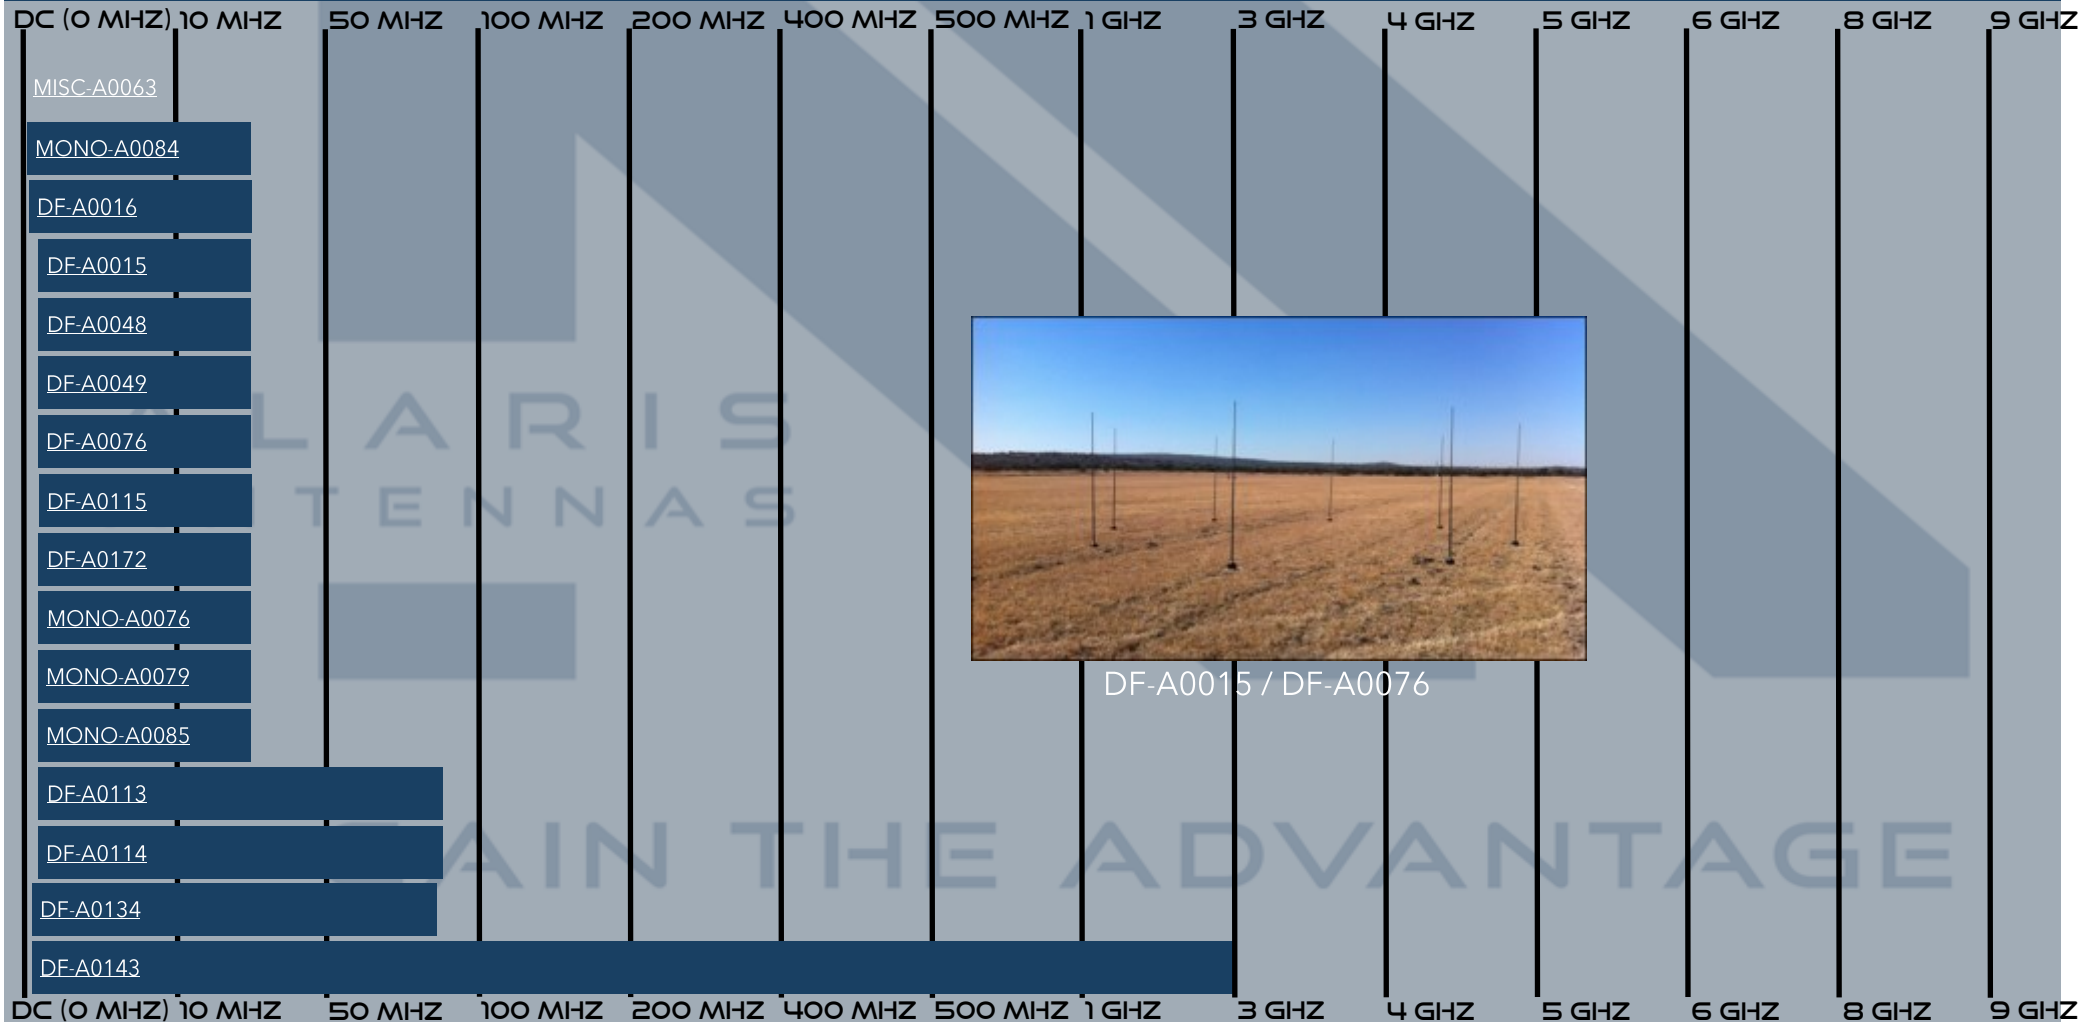 DC (0 MHZ) 10 MHZ 50 MHZ 100 MHZ 200 MHZ 400 MHZ 500 MHZ 1 GHZ 3 GHZ 4 GHZ 5 GHZ 6 GHZ 8 GHZ 9 GHZ
MISC-A0063
MONO-A0084
DF-A0016
DF-A0015
DF-A0048
DF-A0049
ALARIS
DF-A0076
DF-A0115
DF-A0172
MONO-A0076
MONO-A0079
DF-A0015 / DF-A0076
MONO-A0085
DF-A0113
DF-A0114
GAIN THE ADVANTAGE
DF-A0134
DF-A0143
DC (0 MHZ) 10 MHZ 50 MHZ 100 MHZ 200 MHZ 400 MHZ 500 MHZ 1 GHZ 3 GHZ 4 GHZ 5 GHZ 6 GHZ 8 GHZ 9 GHZ